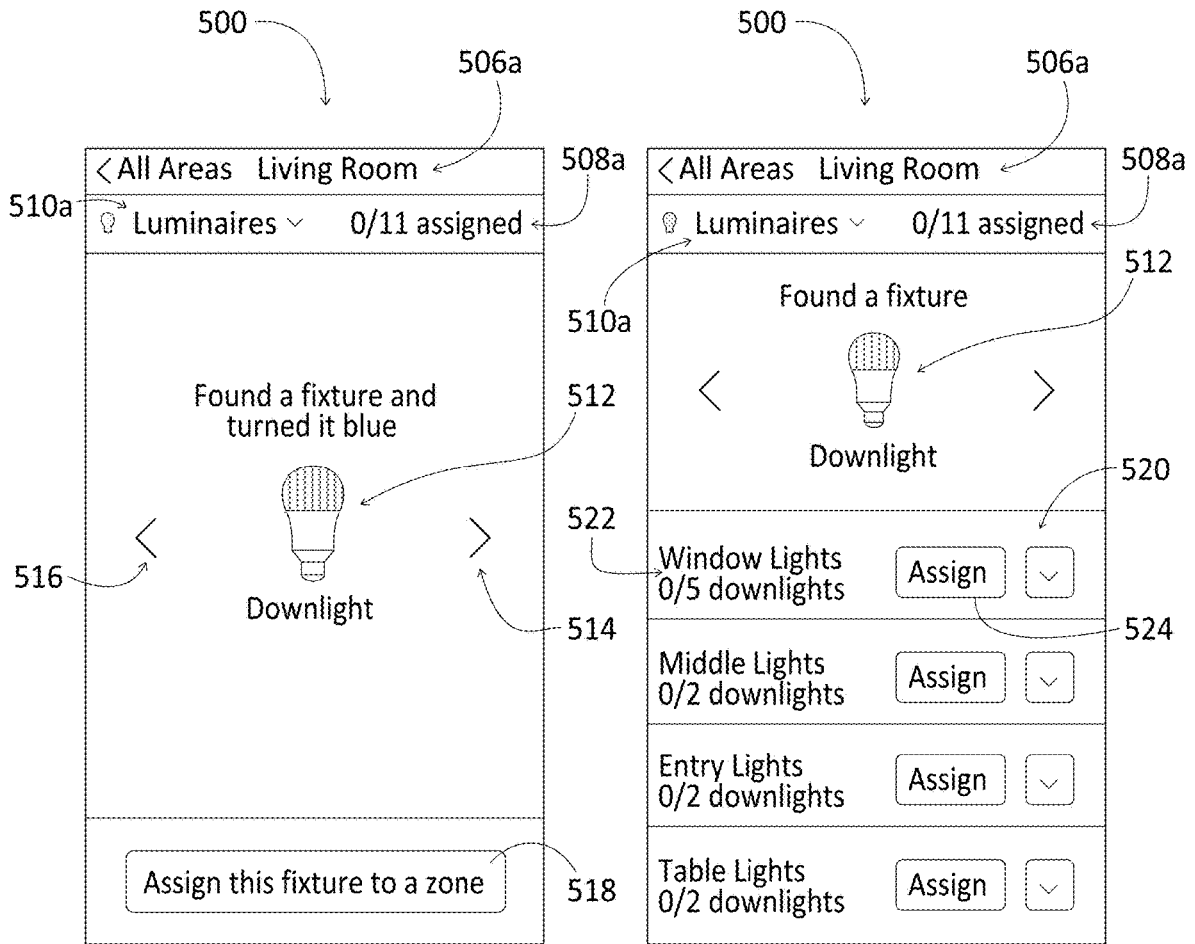 500
506a
All Areas Living Room
508a
510a
Luminaires
0/11 assigned
Found a fixture and
turned it blue
512
516
Downlight
514
Assign this fixture to a zone
518
500
506a
All Areas Living Room
508a
Luminaires
0/11 assigned
510a
512
Found a fixture
Downlight
520
522
Window Lights
0/5 downlights
Assign
524
Middle Lights
0/2 downlights
Assign
Entry Lights
0/2 downlights
Assign
Table Lights
0/2 downlights
Assign